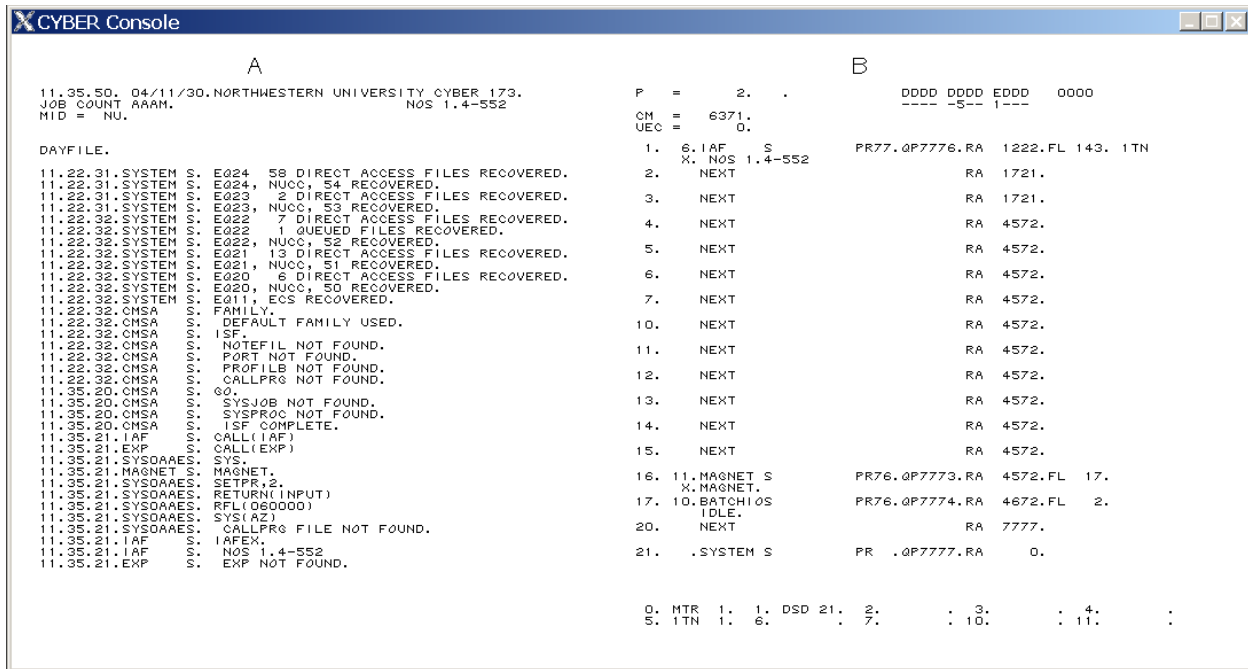 CYBER Console
A
11.35.50. 04/11/30.NORTHWESTERN UNIVERSITY CYBER 173.
JOB COUNT AAAM. NOS 1.4-552
MID = NU.
DAYFILE.
11.22.31.SYSTEM S. EQ24 58 DIRECT ACCESS FILES RECOVERED.
11.22.31.SYSTEM S. EQ24, NUCC, 54 RECOVERED.
11.22.31.SYSTEM S. EQ23 2 DIRECT ACCESS FILES RECOVERED.
11.22.31.SYSTEM S. EQ23, NUCC, 53 RECOVERED.
11.22.32.SYSTEM S. EQ22 7 DIRECT ACCESS FILES RECOVERED.
11.22.32.SYSTEM S. EQ22 1 QUEUED FILES RECOVERED.
11.22.32.SYSTEM S. EQ22, NUCC, 52 RECOVERED.
11.22.32.SYSTEM S. EQ21 13 DIRECT ACCESS FILES RECOVERED.
11.22.32.SYSTEM S. EQ21, NUCC, 51 RECOVERED.
11.22.32.SYSTEM S. EQ20 6 DIRECT ACCESS FILES RECOVERED.
11.22.32.SYSTEM S. EQ20, NUCC, 50 RECOVERED.
11.22.32.SYSTEM S. EQ11, ECS RECOVERED.
11.22.32.CMSA S. FAMILY.
11.22.32.CMSA S. DEFAULT FAMILY USED.
11.22.32.CMSA S. ISF.
11.22.32.CMSA S. NOTEFIL NOT FOUND.
11.22.32.CMSA S. PORT NOT FOUND.
11.22.32.CMSA S. PROFILB NOT FOUND.
11.22.32.CMSA S. CALLPRG NOT FOUND.
11.35.20.CMSA S. GO.
11.35.20.CMSA S. SYSJOB NOT FOUND.
11.35.20.CMSA S. SYSPROC NOT FOUND.
11.35.20.CMSA S. ISF COMPLETE.
11.35.21.IAF S. CALL(IAF)
11.35.21.EXP S. CALL(EXP)
11.35.21.SYSOAAES. SYS.
11.35.21.MAGNET S. MAGNET.
11.35.21.SYSOAAES. SETPR,2.
11.35.21.SYSOAAES. RETURN(INPUT)
11.35.21.SYSOAAES. RFL(060000)
11.35.21.SYSOAAES. SYS(AZ)
11.35.21.SYSOAAES. CALLPRG FILE NOT FOUND.
11.35.21.IAF S. IAFEX.
11.35.21.IAF S. NOS 1.4-552
11.35.21.EXP S. EXP NOT FOUND.
B
P = 2. . DDDD DDDD EDDD 0000
---- -5-- 1---
CM = 6371.
UEC = 0.
1. 6.IAF S PR77.QP7776.RA 1222.FL 143. 1TN
X. NOS 1.4-552
2. NEXT RA 1721.
3. NEXT RA 1721.
4. NEXT RA 4572.
5. NEXT RA 4572.
6. NEXT RA 4572.
7. NEXT RA 4572.
10. NEXT RA 4572.
11. NEXT RA 4572.
12. NEXT RA 4572.
13. NEXT RA 4572.
14. NEXT RA 4572.
15. NEXT RA 4572.
16. 11.MAGNET S PR76.QP7773.RA 4572.FL 17.
X.MAGNET.
17. 10.BATCHIOS PR76.QP7774.RA 4672.FL 2.
IDLE.
20. NEXT RA 7777.
21. .SYSTEM S PR .QP7777.RA 0.
0. MTR 1. 1. DSD 21. 2. . 3. . 4. .
5. 1TN 1. 6. . 7. . 10. . 11. .